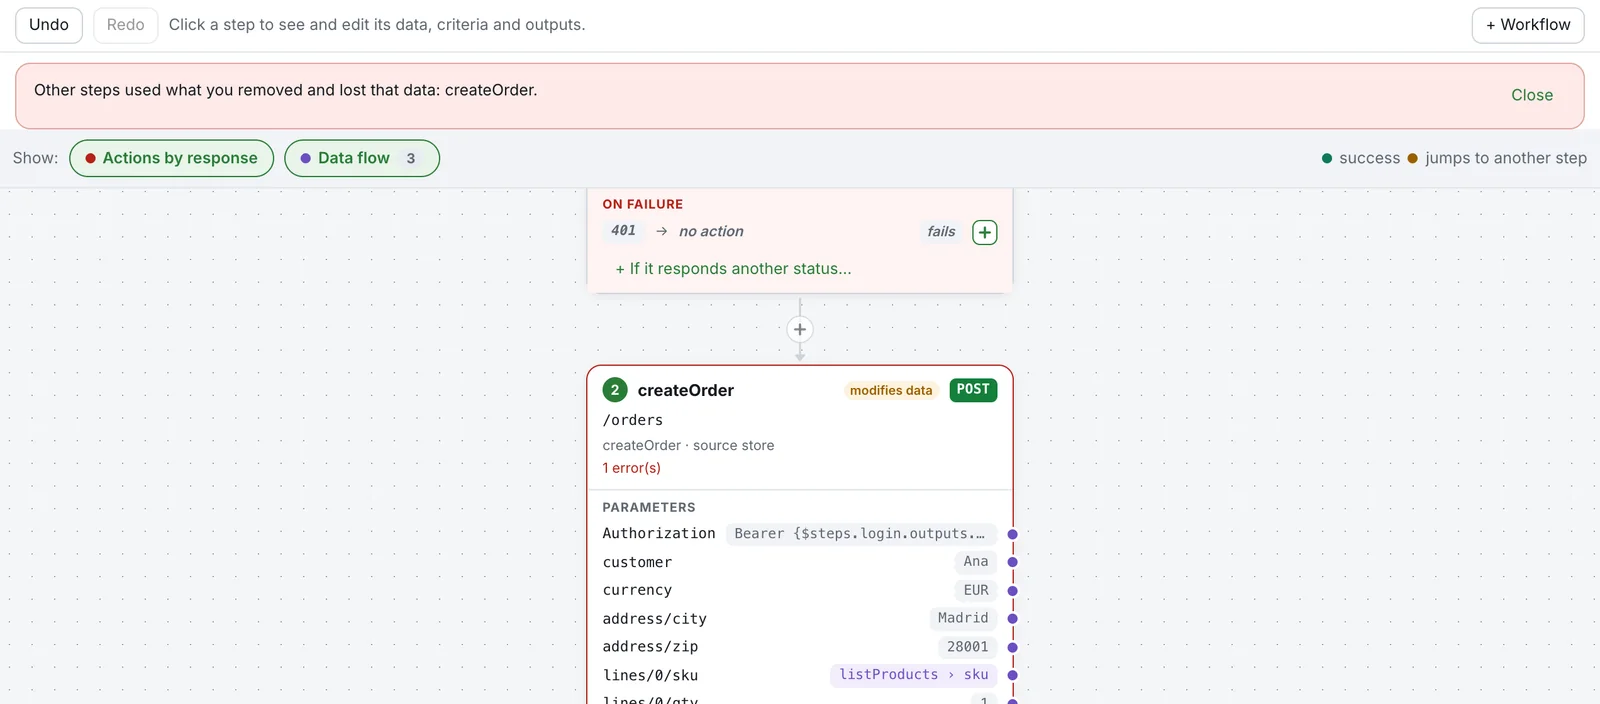 Undo Redo Click a step to see and edit its data, criteria and outputs. + Workflow
Other steps used what you removed and lost that data: createOrder. Close
Show: Actions by response Data flow 3 success jumps to another step
ON FAILURE
401 → no action fails +
+ If it responds another status...
+
2 createOrder modifies data POST
/orders
createOrder · source store
1 error(s)
PARAMETERS
Authorization Bearer {$steps.login.outputs.…
customer Ana
currency EUR
address/city Madrid
address/zip 28001
lines/0/sku listProducts › sku
lines/0/qty 1